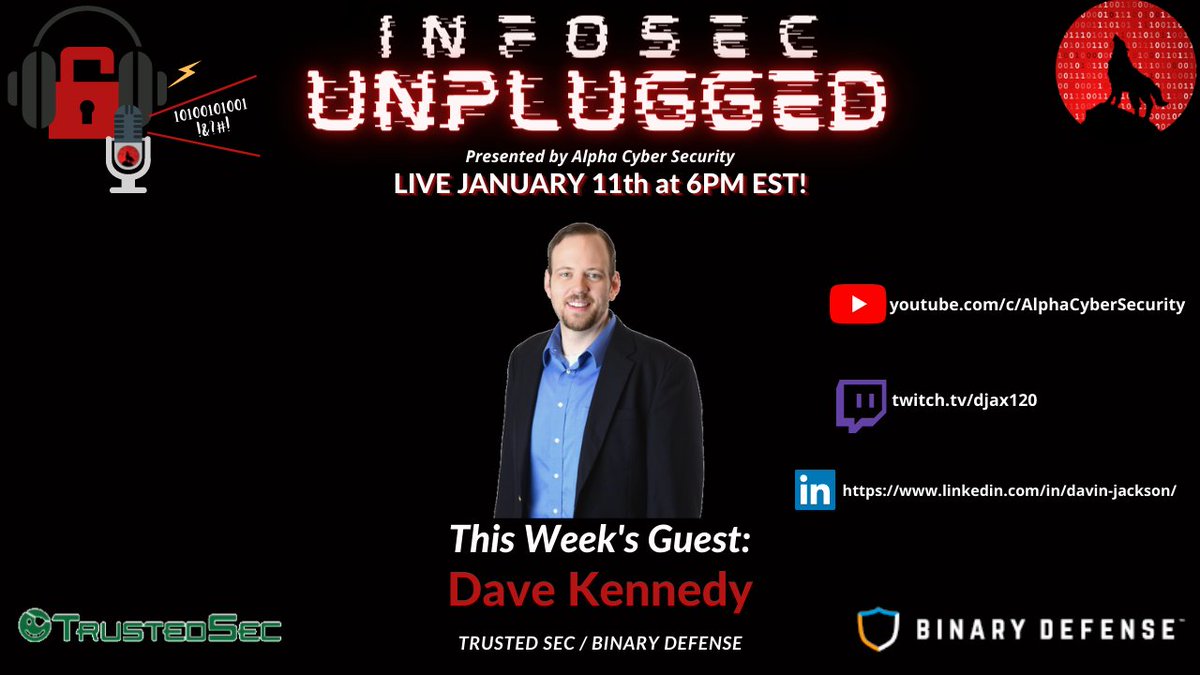 INFOSEC
UNPLUGGED
Presented by Alpha Cyber Security
LIVE JANUARY 11th at 6PM EST!
10100101001
!&?#!
youtube.com/c/AlphaCyberSecurity
twitch.tv/djax120
in
https://www.linkedin.com/in/davin-jackson/
This Week's Guest:
Dave Kennedy
TRUSTED SEC / BINARY DEFENSE
TRUSTEDSEC
BINARY DEFENSE™